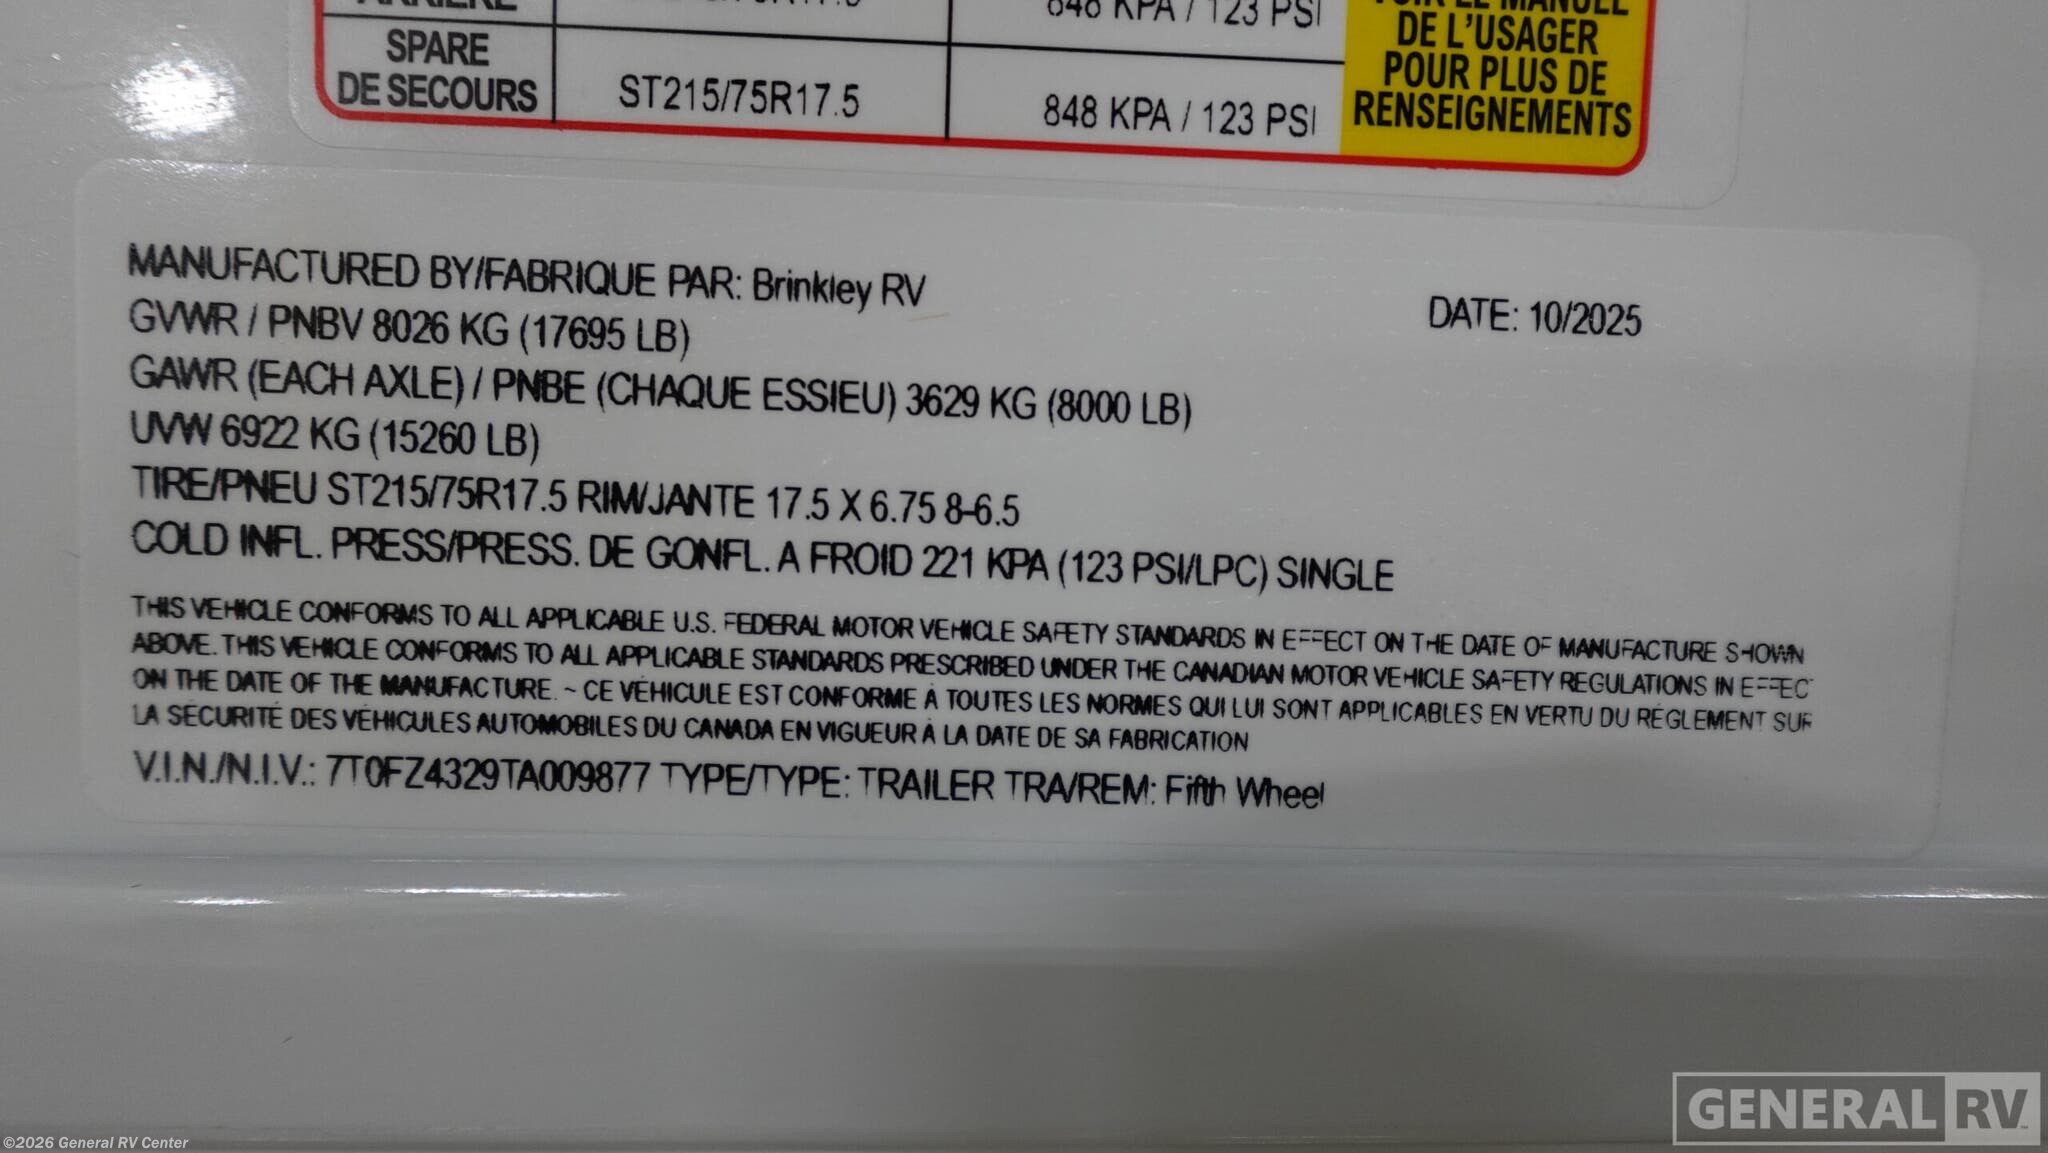 848 KPA / 123 PSI
DE L'USAGER
POUR PLUS DE
RENSEIGNEMENTS
SPARE
DE SECOURS
ST215/75R17.5
848 KPA / 123 PSI
MANUFACTURED BY/FABRIQUE PAR: Brinkley RV
DATE: 10/2025
GVWR / PNBV 8026 KG (17695 LB)
GAWR (EACH AXLE) / PNBE (CHAQUE ESSIEU) 3629 KG (8000 LB)
UVW 6922 KG (15260 LB)
TIRE/PNEU ST215/75R17.5 RIM/JANTE 17.5 X 6.75 8-6.5
COLD INFL. PRESS/PRESS. DE GONFL. A FROID 221 KPA (123 PSI/LPC) SINGLE
THIS VEHICLE CONFORMS TO ALL APPLICABLE U.S. FEDERAL MOTOR VEHICLE SAFETY STANDARDS IN EFFECT ON THE DATE OF MANUFACTURE SHOWN
ABOVE. THIS VEHICLE CONFORMS TO ALL APPLICABLE STANDARDS PRESCRIBED UNDER THE CANADIAN MOTOR VEHICLE SAFETY REGULATIONS IN EFFECT
ON THE DATE OF THE MANUFACTURE. ~ CE VÉHICULE EST CONFORME À TOUTES LES NORMES QUI LUI SONT APPLICABLES EN VERTU DU RÈGLEMENT SUR
LA SÉCURITÉ DES VÉHICULES AUTOMOBILES DU CANADA EN VIGUEUR À LA DATE DE SA FABRICATION
V.I.N./N.I.V.: 7T0FZ4329TA009877 TYPE/TYPE: TRAILER TRA/REM: Fifth Wheel
GENERAL RV
©2026 General RV Center